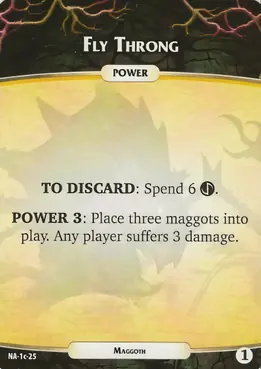 FLY THRONG
POWER
TO DISCARD: Spend 6 .
POWER 3: Place three maggots into
play. Any player suffers 3 damage.
NA-1c-25
MAGGOTH
1